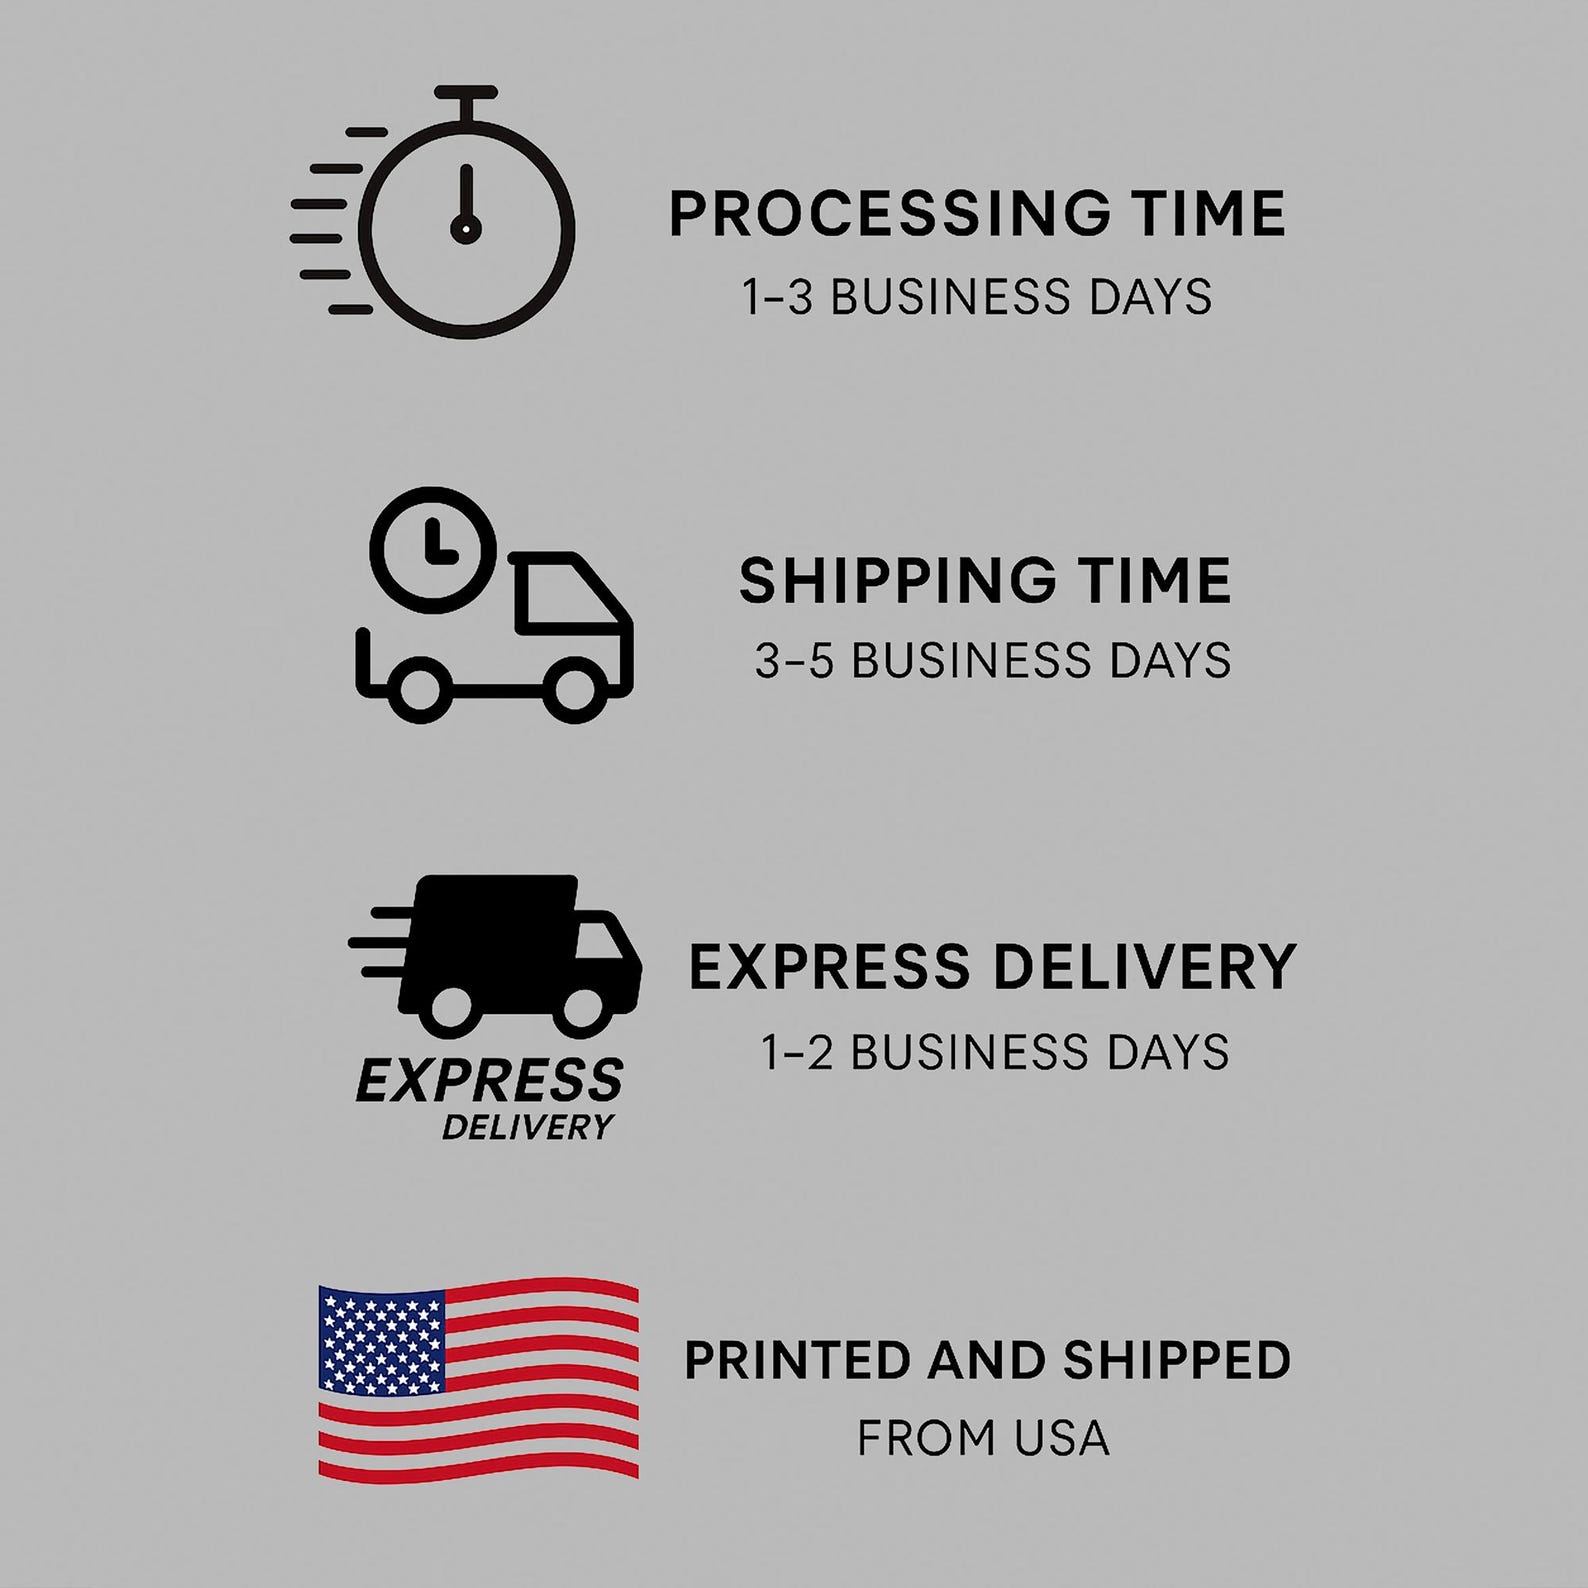 PROCESSING TIME
1–3 BUSINESS DAYS
SHIPPING TIME
3–5 BUSINESS DAYS
EXPRESS
DELIVERY
EXPRESS DELIVERY
1–2 BUSINESS DAYS
PRINTED AND SHIPPED
FROM USA